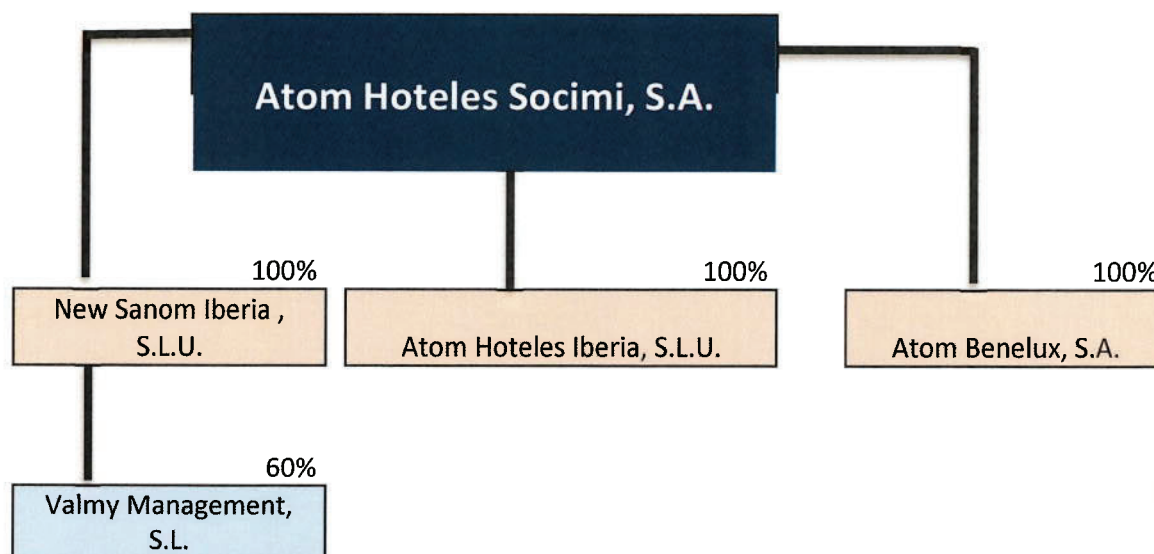 Atom Hoteles Socimi, S.A.
100%
100%
100%
New Sanom Iberia ,
S.L.U.
Atom Hoteles Iberia, S.L.U.
Atom Benelux, S.A.
60%
Valmy Management,
S.L.